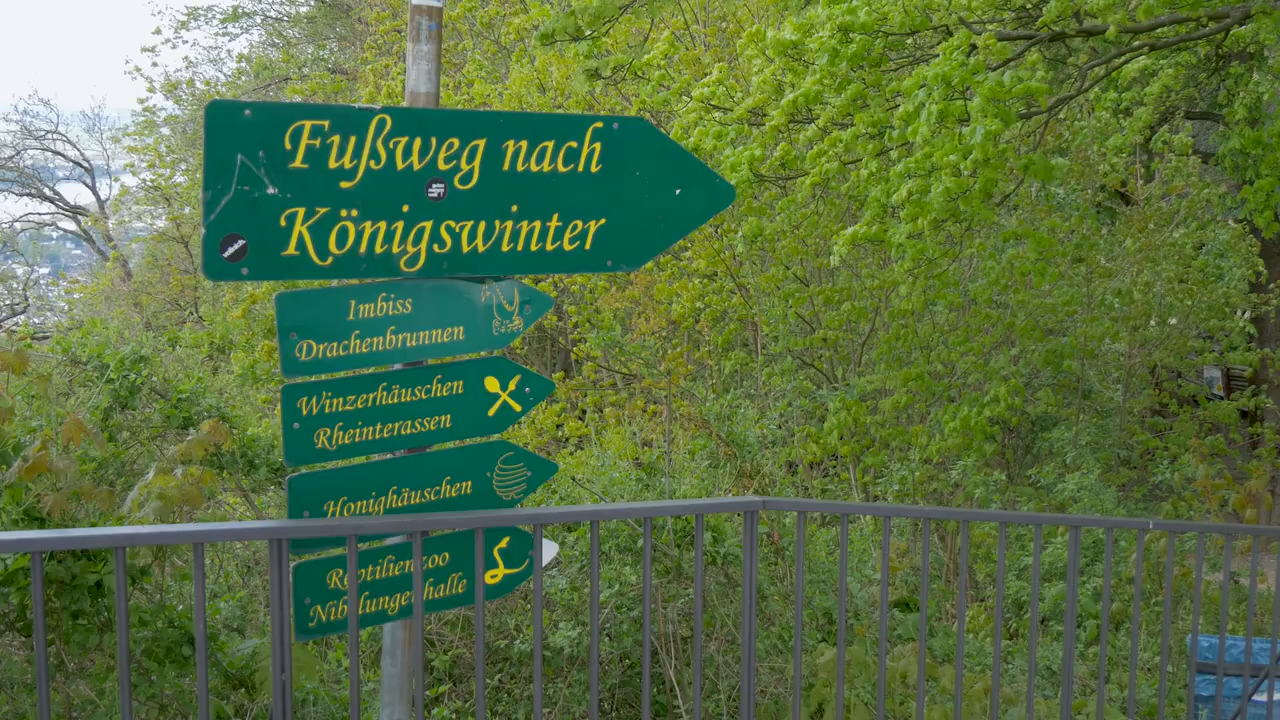 Fußweg nach
Königswinter
Imbiss
Drachenbrunnen
Winzerhäuschen
Rheinterassen
Honighäuschen
Reptilienzoo
Nibelungenhalle